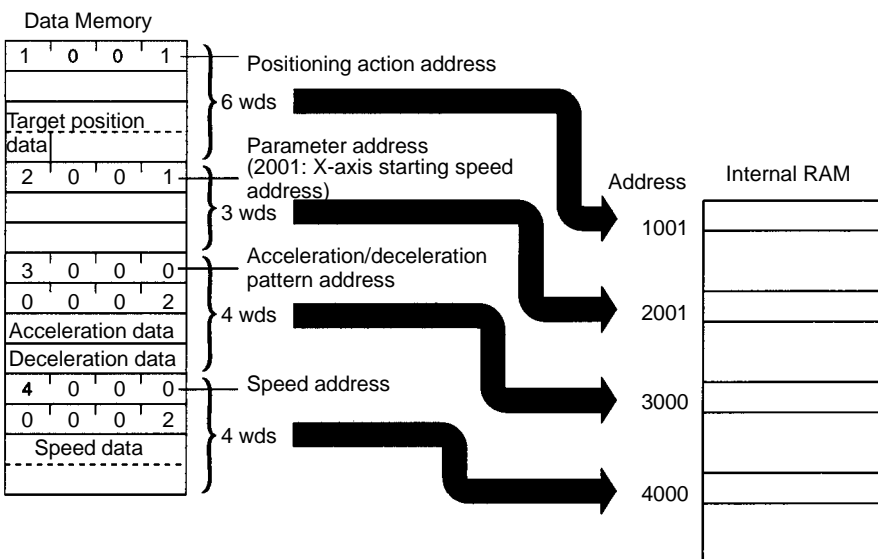 Data Memory
1 0 0 1
Positioning action address
6 wds
Target position
data
Parameter address
(2001: X-axis starting speed
address)
2 0 0 1
3 wds
Acceleration/deceleration
pattern address
3 0 0 0
0 0 0 2
4 wds
Acceleration data
Deceleration data
Speed address
4 0 0 0
0 0 0 2
4 wds
Speed data
Address
Internal RAM
1001
2001
3000
4000